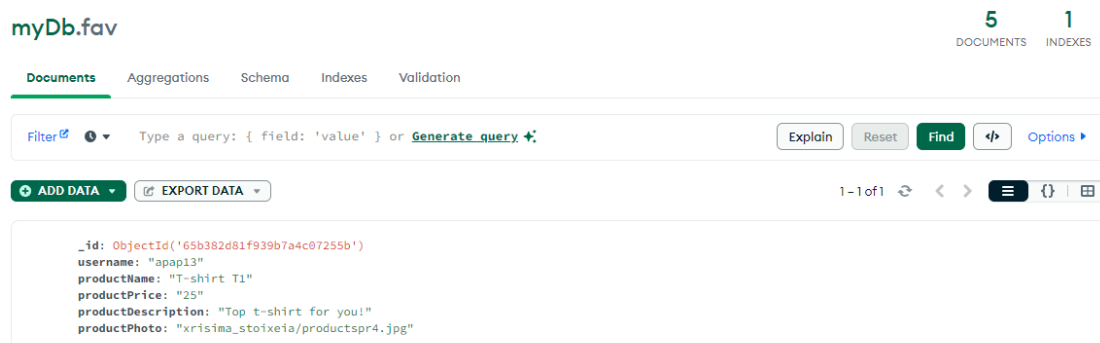 myDb.fav
5 1
DOCUMENTS INDEXES
Documents Aggregations Schema Indexes Validation
Filter Type a query: { field: 'value' } or Generate query Explain Reset Find </> Options
ADD DATA EXPORT DATA 1 – 1 of 1 {}
_id: ObjectId('65b382d81f939b7a4c07255b')
username: "apap13"
productName: "T-shirt T1"
productPrice: "25"
productDescription: "Top t-shirt for you!"
productPhoto: "xrisima_stoixeia/productspr4.jpg"